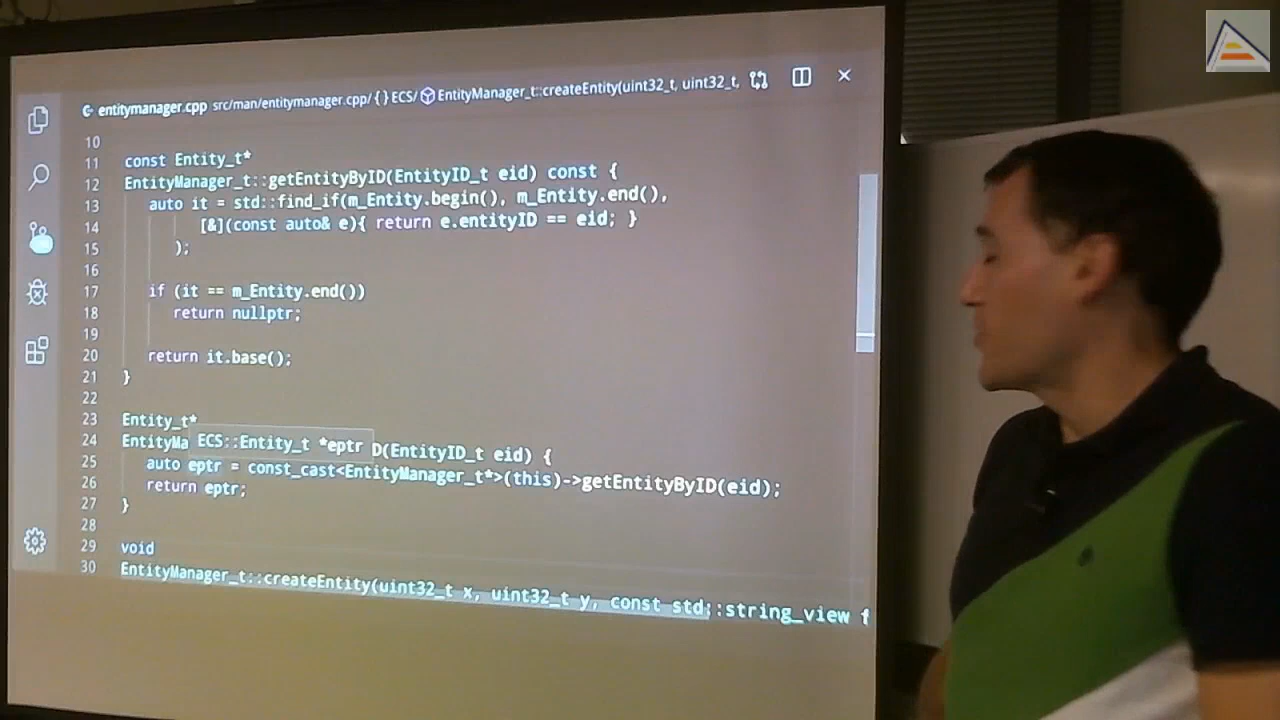 entitymanager.cpp src/man/entitymanager.cpp/ { } ECS/ EntityManager_t::createEntity(uint32_t, uint32_t,
10
11 const Entity_t*
12 EntityManager_t::getEntityByID(EntityID_t eid) const {
13 auto it = std::find_if(m_Entity.begin(), m_Entity.end(),
14 [&](const auto& e){ return e.entityID == eid; }
15 );
16
17 if (it == m_Entity.end())
18 return nullptr;
19
20 return it.base();
21 }
22
23 Entity_t*
24 EntityMa ECS::Entity_t *eptr D(EntityID_t eid) {
25 auto eptr = const_cast<EntityManager_t*>(this)->getEntityByID(eid);
26 return eptr;
27 }
28
29 void
30 EntityManager_t::createEntity(uint32_t x, uint32_t y, const std::string_view f